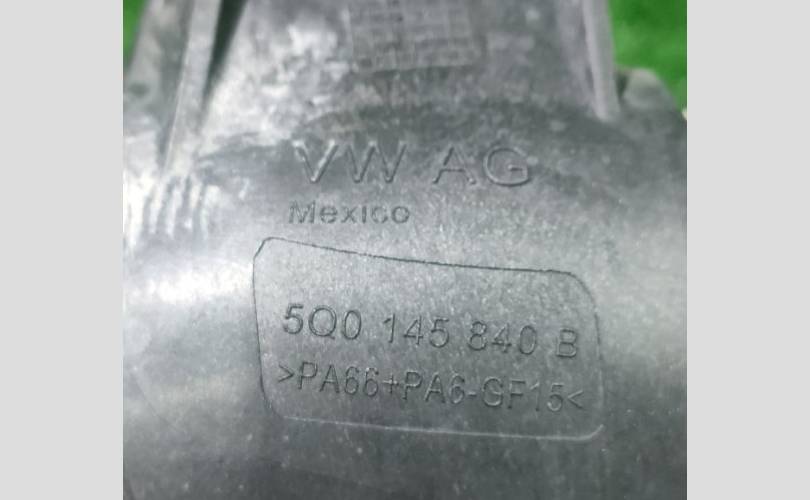 VW AG
Mexico
5Q0 145 840 B
>PA66+PA6-GF15<